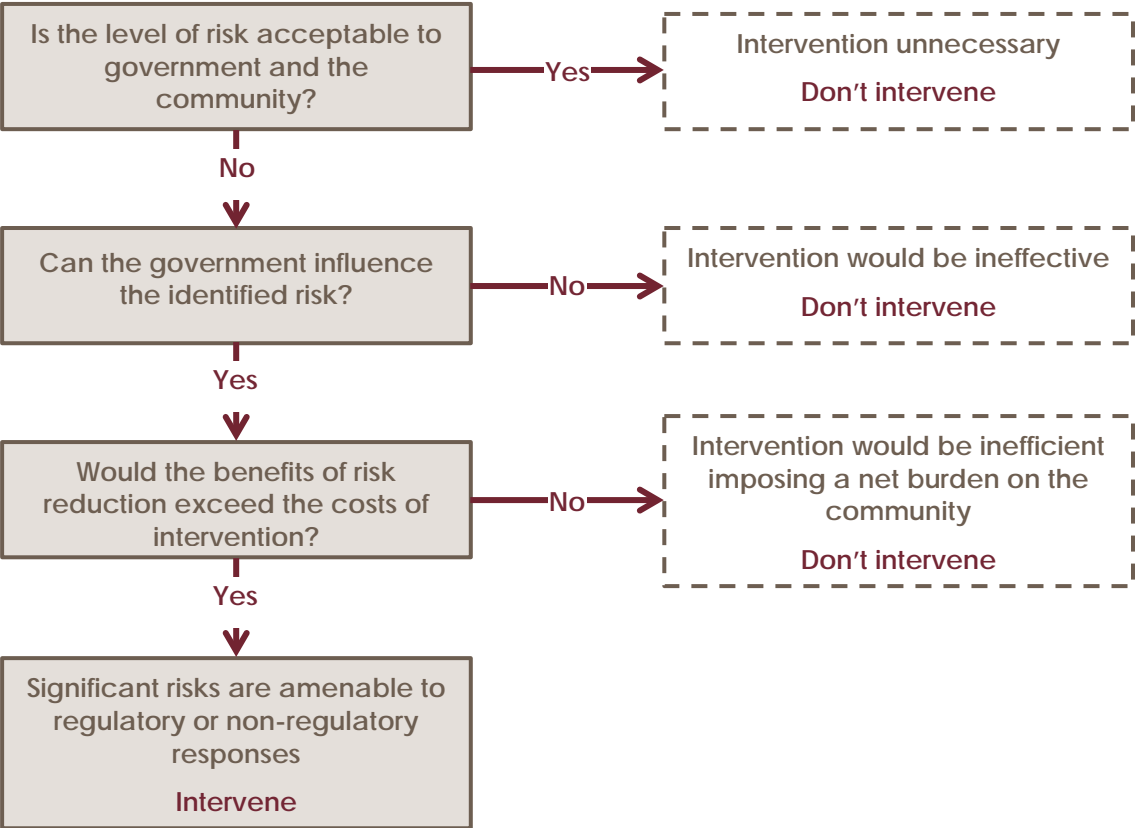 Is the level of risk acceptable to
government and the
community?
Yes
Intervention unnecessary
Don't intervene
No
Can the government influence
the identified risk?
No
Intervention would be ineffective
Don't intervene
Yes
Would the benefits of risk
reduction exceed the costs of
intervention?
No
Intervention would be inefficient
imposing a net burden on the
community
Don't intervene
Yes
Significant risks are amenable to
regulatory or non-regulatory
responses
Intervene